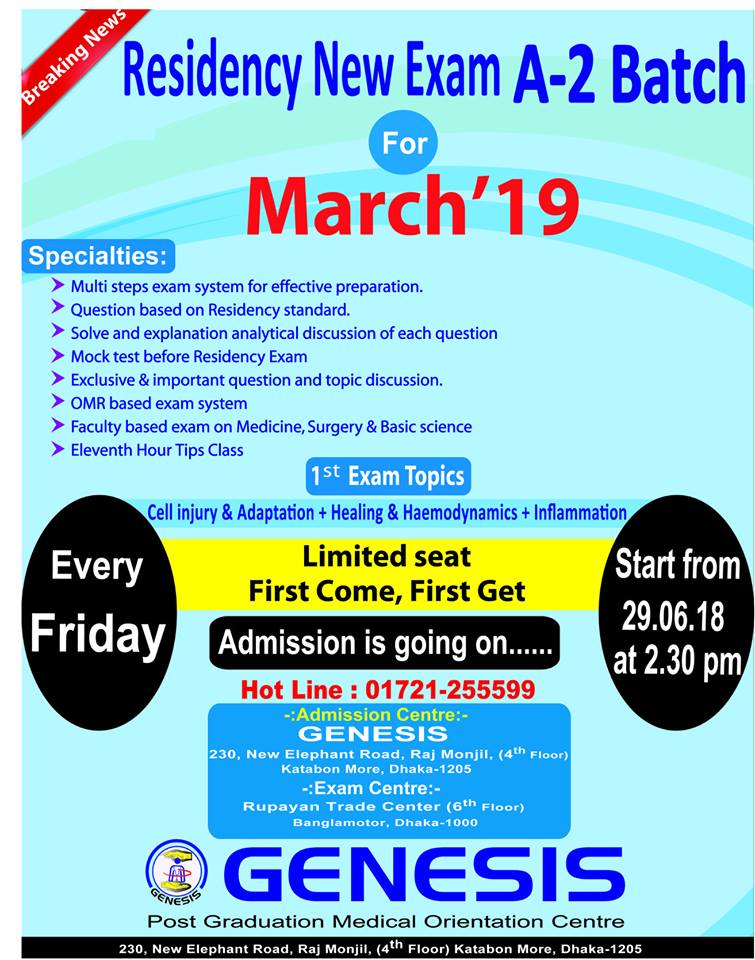 Breaking News
Residency New Exam A-2 Batch
For
March'19
Specialties:
Multi steps exam system for effective preparation.
Question based on Residency standard.
Solve and explanation analytical discussion of each question
Mock test before Residency Exam
Exclusive & important question and topic discussion.
OMR based exam system
Faculty based exam on Medicine, Surgery & Basic science
Eleventh Hour Tips Class
1st Exam Topics
Cell injury & Adaptation + Healing & Haemodynamics + Inflammation
Every
Friday
Limited seat
First Come, First Get
Start from
29.06.18
at 2.30 pm
Admission is going on......
Hot Line : 01721-255599
-:Admission Centre:-
GENESIS
230, New Elephant Road, Raj Monjil, (4th Floor)
Katabon More, Dhaka-1205
-:Exam Centre:-
Rupayan Trade Center (6th Floor)
Banglamotor, Dhaka-1000
GENESIS
GENESIS
Post Graduation Medical Orientation Centre
230, New Elephant Road, Raj Monjil, (4th Floor) Katabon More, Dhaka-1205